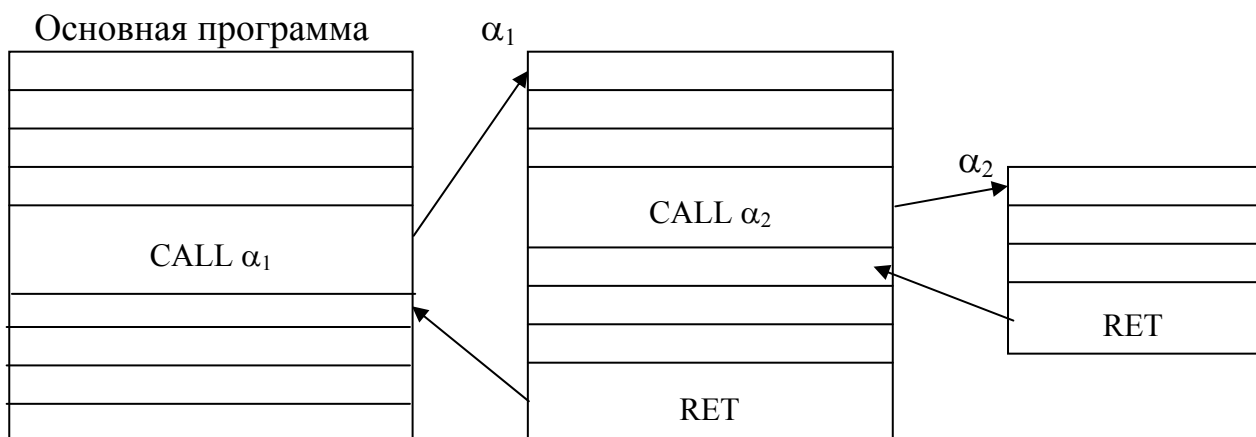 Основная программа
α₁
α₂
CALL α₁
CALL α₂
RET
RET